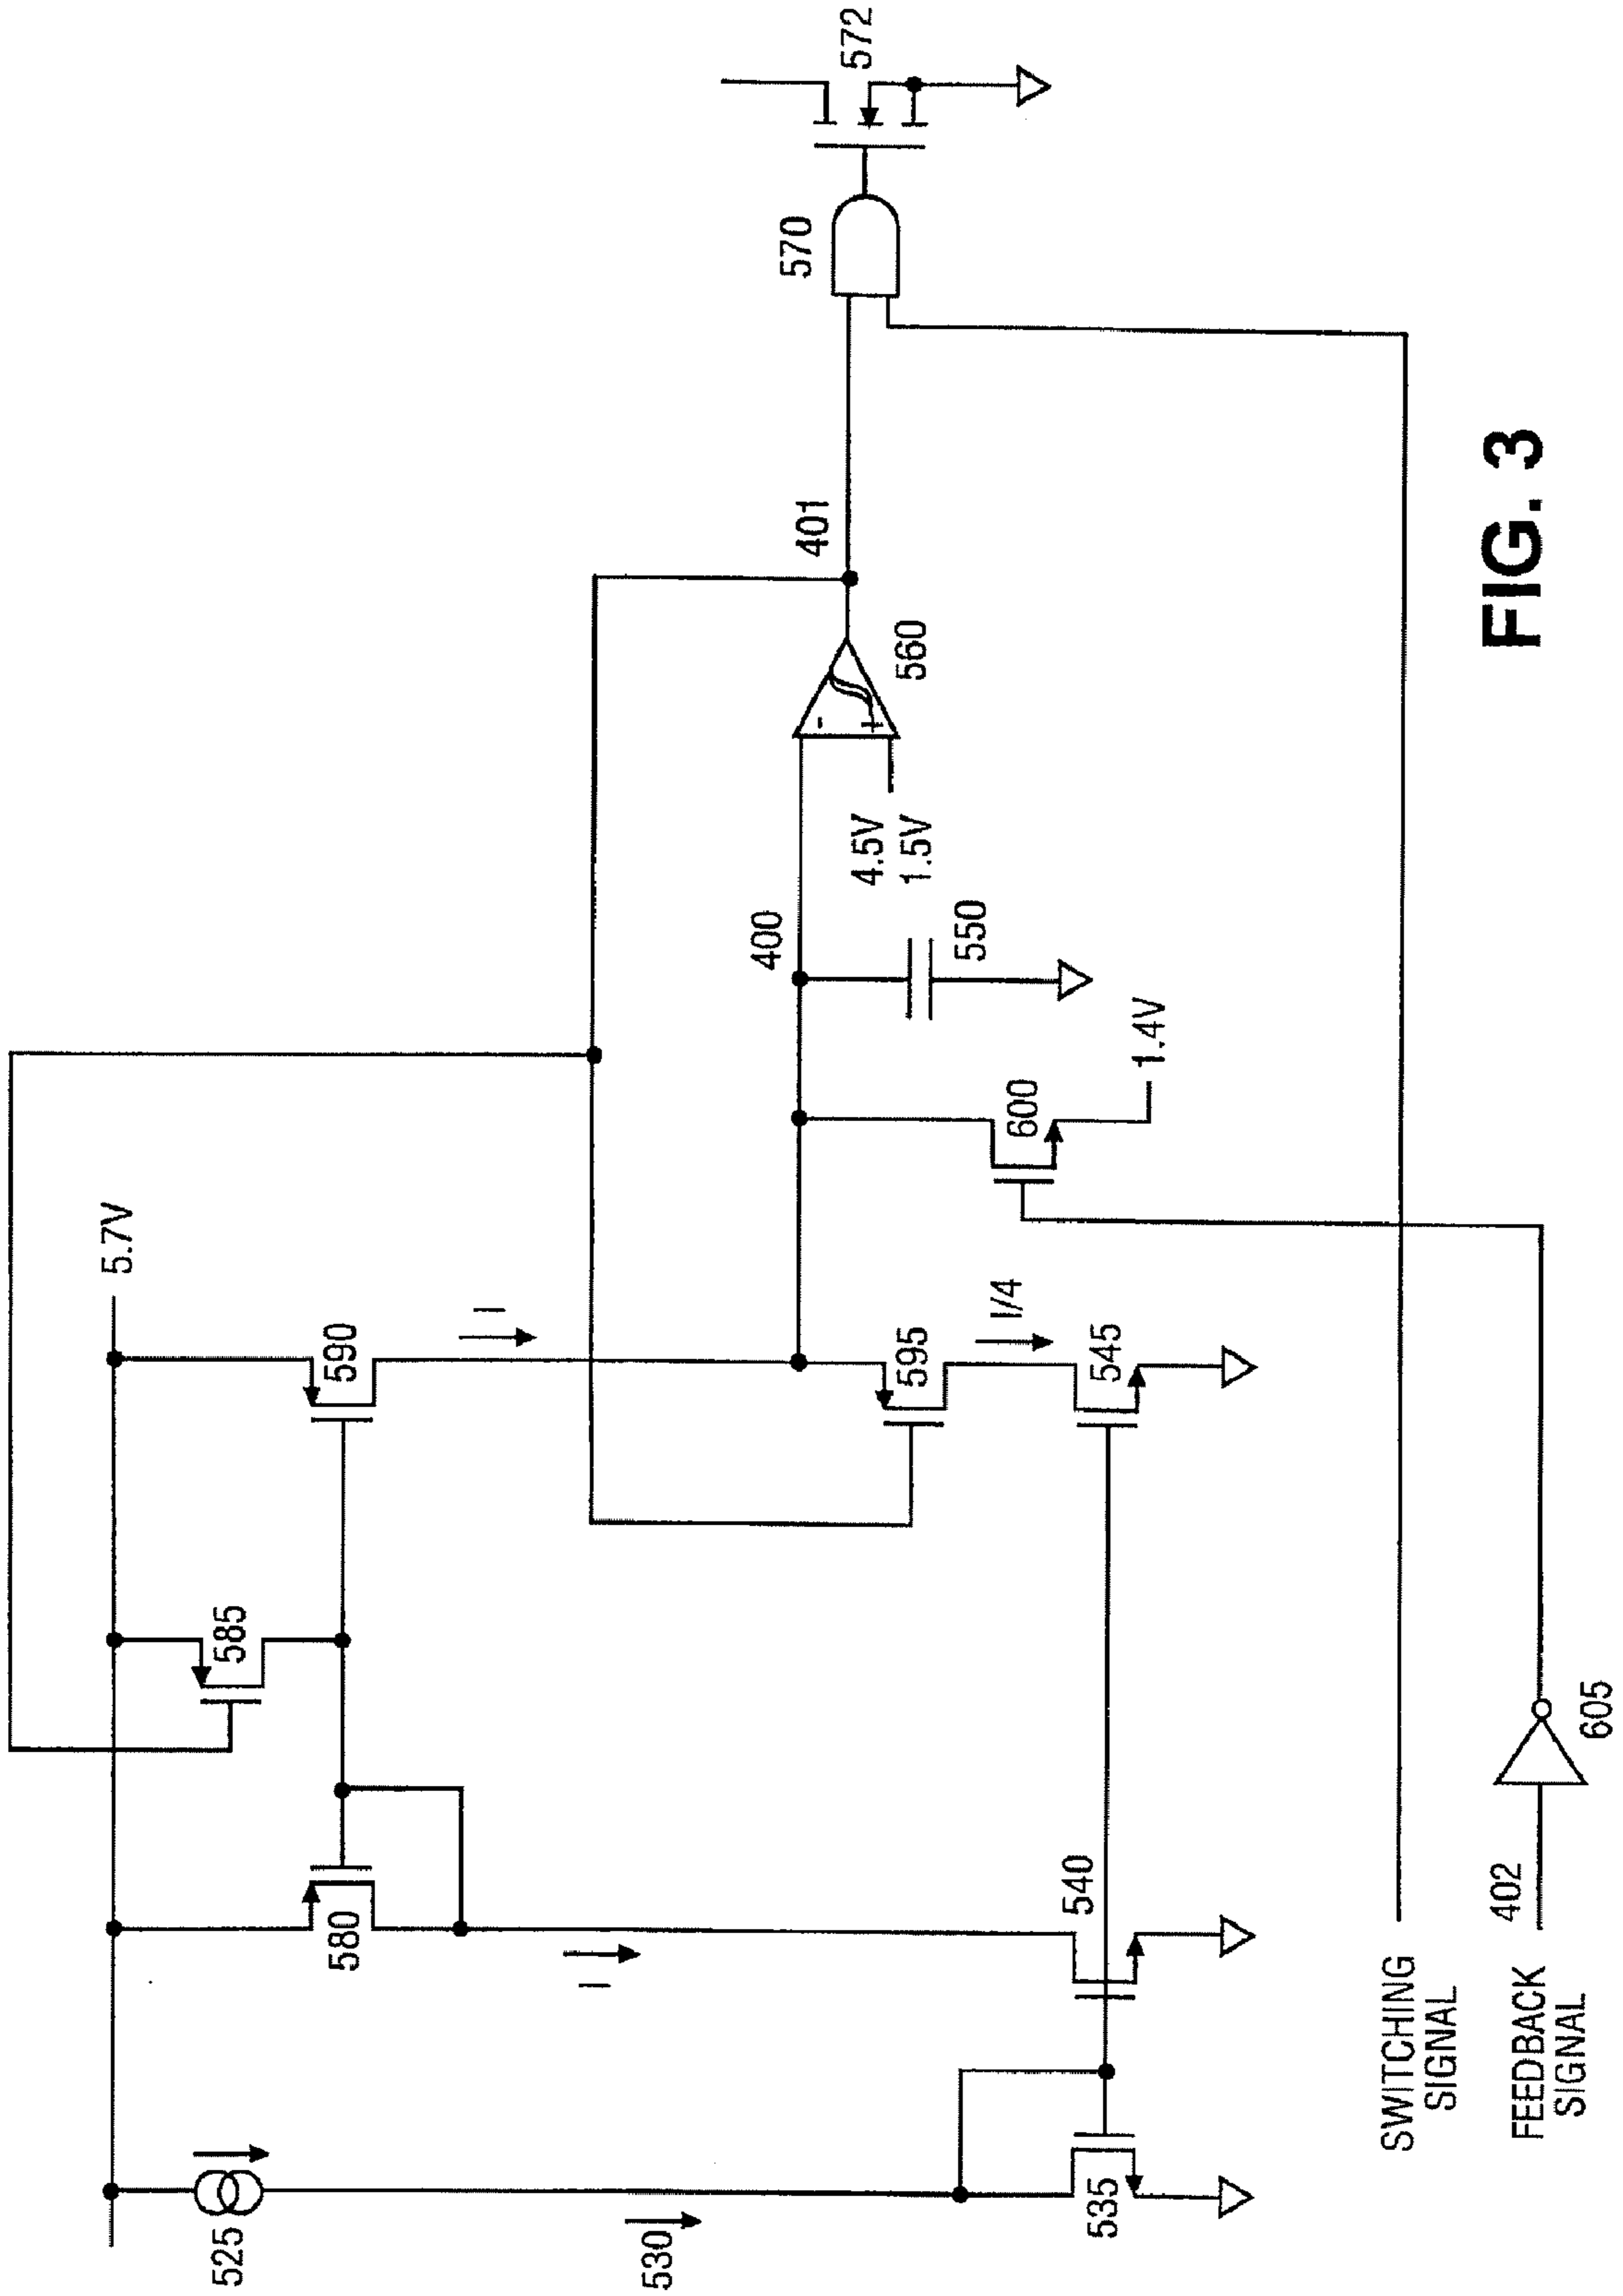 5.7V
525
530
I
580
585
590
I
595
I/4
545
540
535
600
1.4V
400
550
4.5V
1.5V
-
+
560
401
570
572
SWITCHING
SIGNAL
FEEDBACK
SIGNAL
402
605
FIG. 3